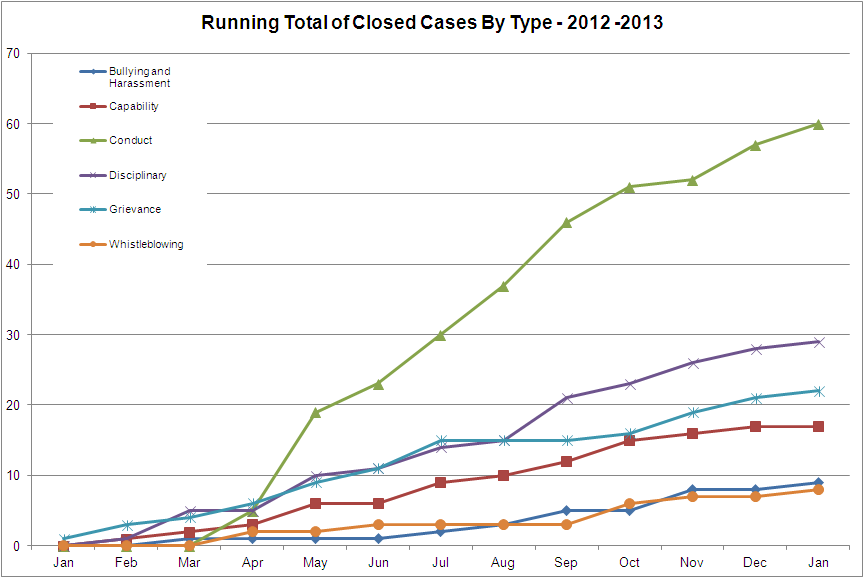 Running Total of Closed Cases By Type - 2012 -2013
70
60
50
40
30
20
10
0
Bullying and
Harassment
Capability
Conduct
Disciplinary
Grievance
Whistleblowing
Jan Feb Mar Apr May Jun Jul Aug Sep Oct Nov Dec Jan